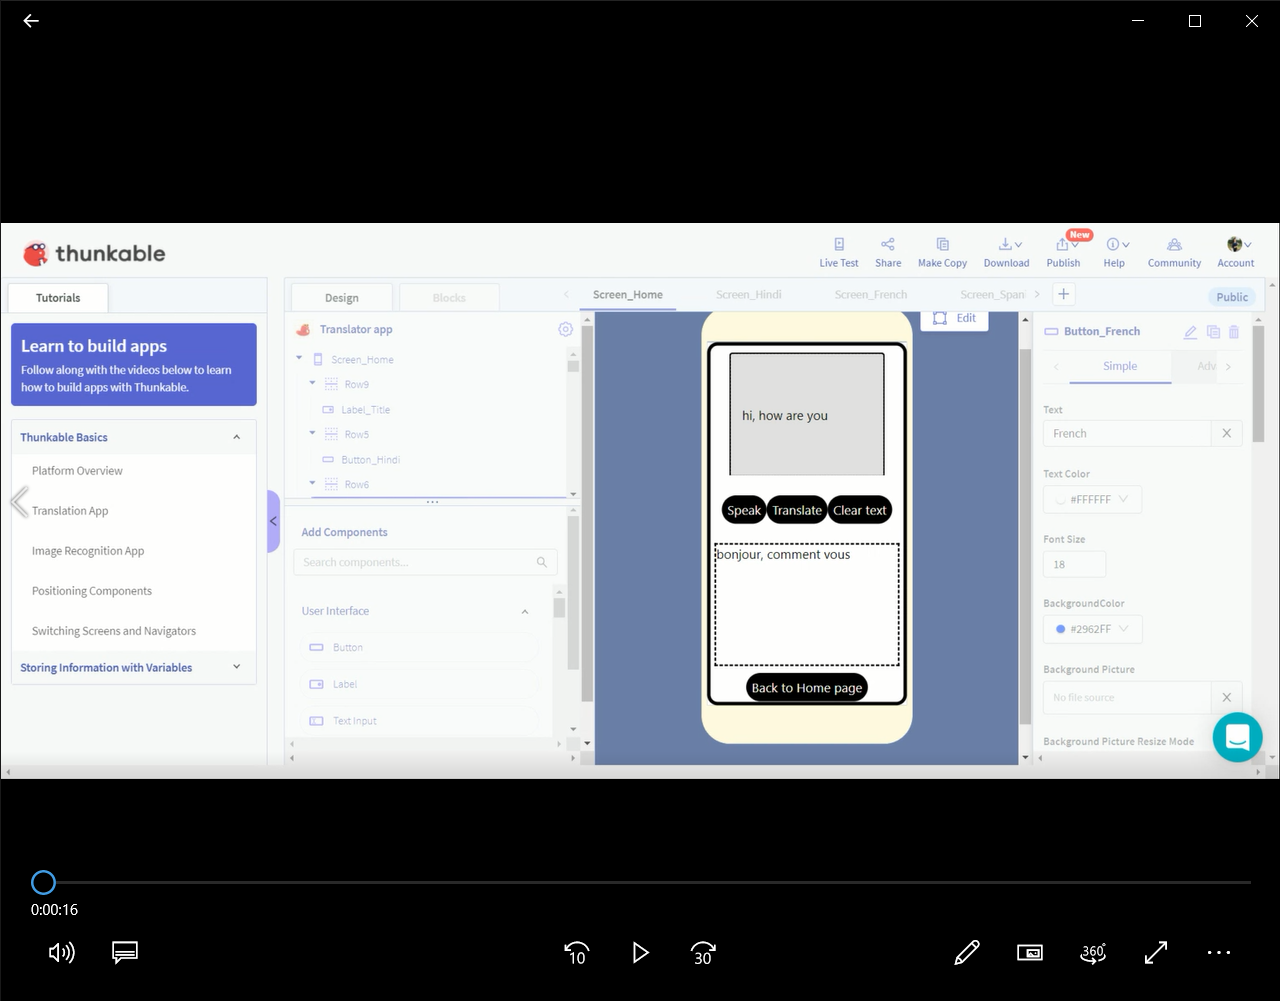 thunkable
Live Test
Share
Make Copy
Download
New
Publish
Help
Community
Account
Tutorials
Design
Blocks
Screen_Home
Screen_Hindi
Screen_French
Screen_Span
Public
Learn to build apps
Follow along with the videos below to learn
how to build apps with Thunkable.
Thunkable Basics
Platform Overview
Translation App
Image Recognition App
Positioning Components
Switching Screens and Navigators
Storing Information with Variables
Translator app
Screen_Home
Row9
Label_Title
Row5
Button_Hindi
Row6
Add Components
Search components...
User Interface
Button
Label
Text Input
Edit
hi, how are you
Speak
Translate
Clear text
bonjour, comment vous
Back to Home page
Button_French
Simple
Adv
Text
French
Text Color
#FFFFFF
Font Size
18
BackgroundColor
#2962FF
Background Picture
No file source
Background Picture Resize Mode
0:00:16
10
30
360°